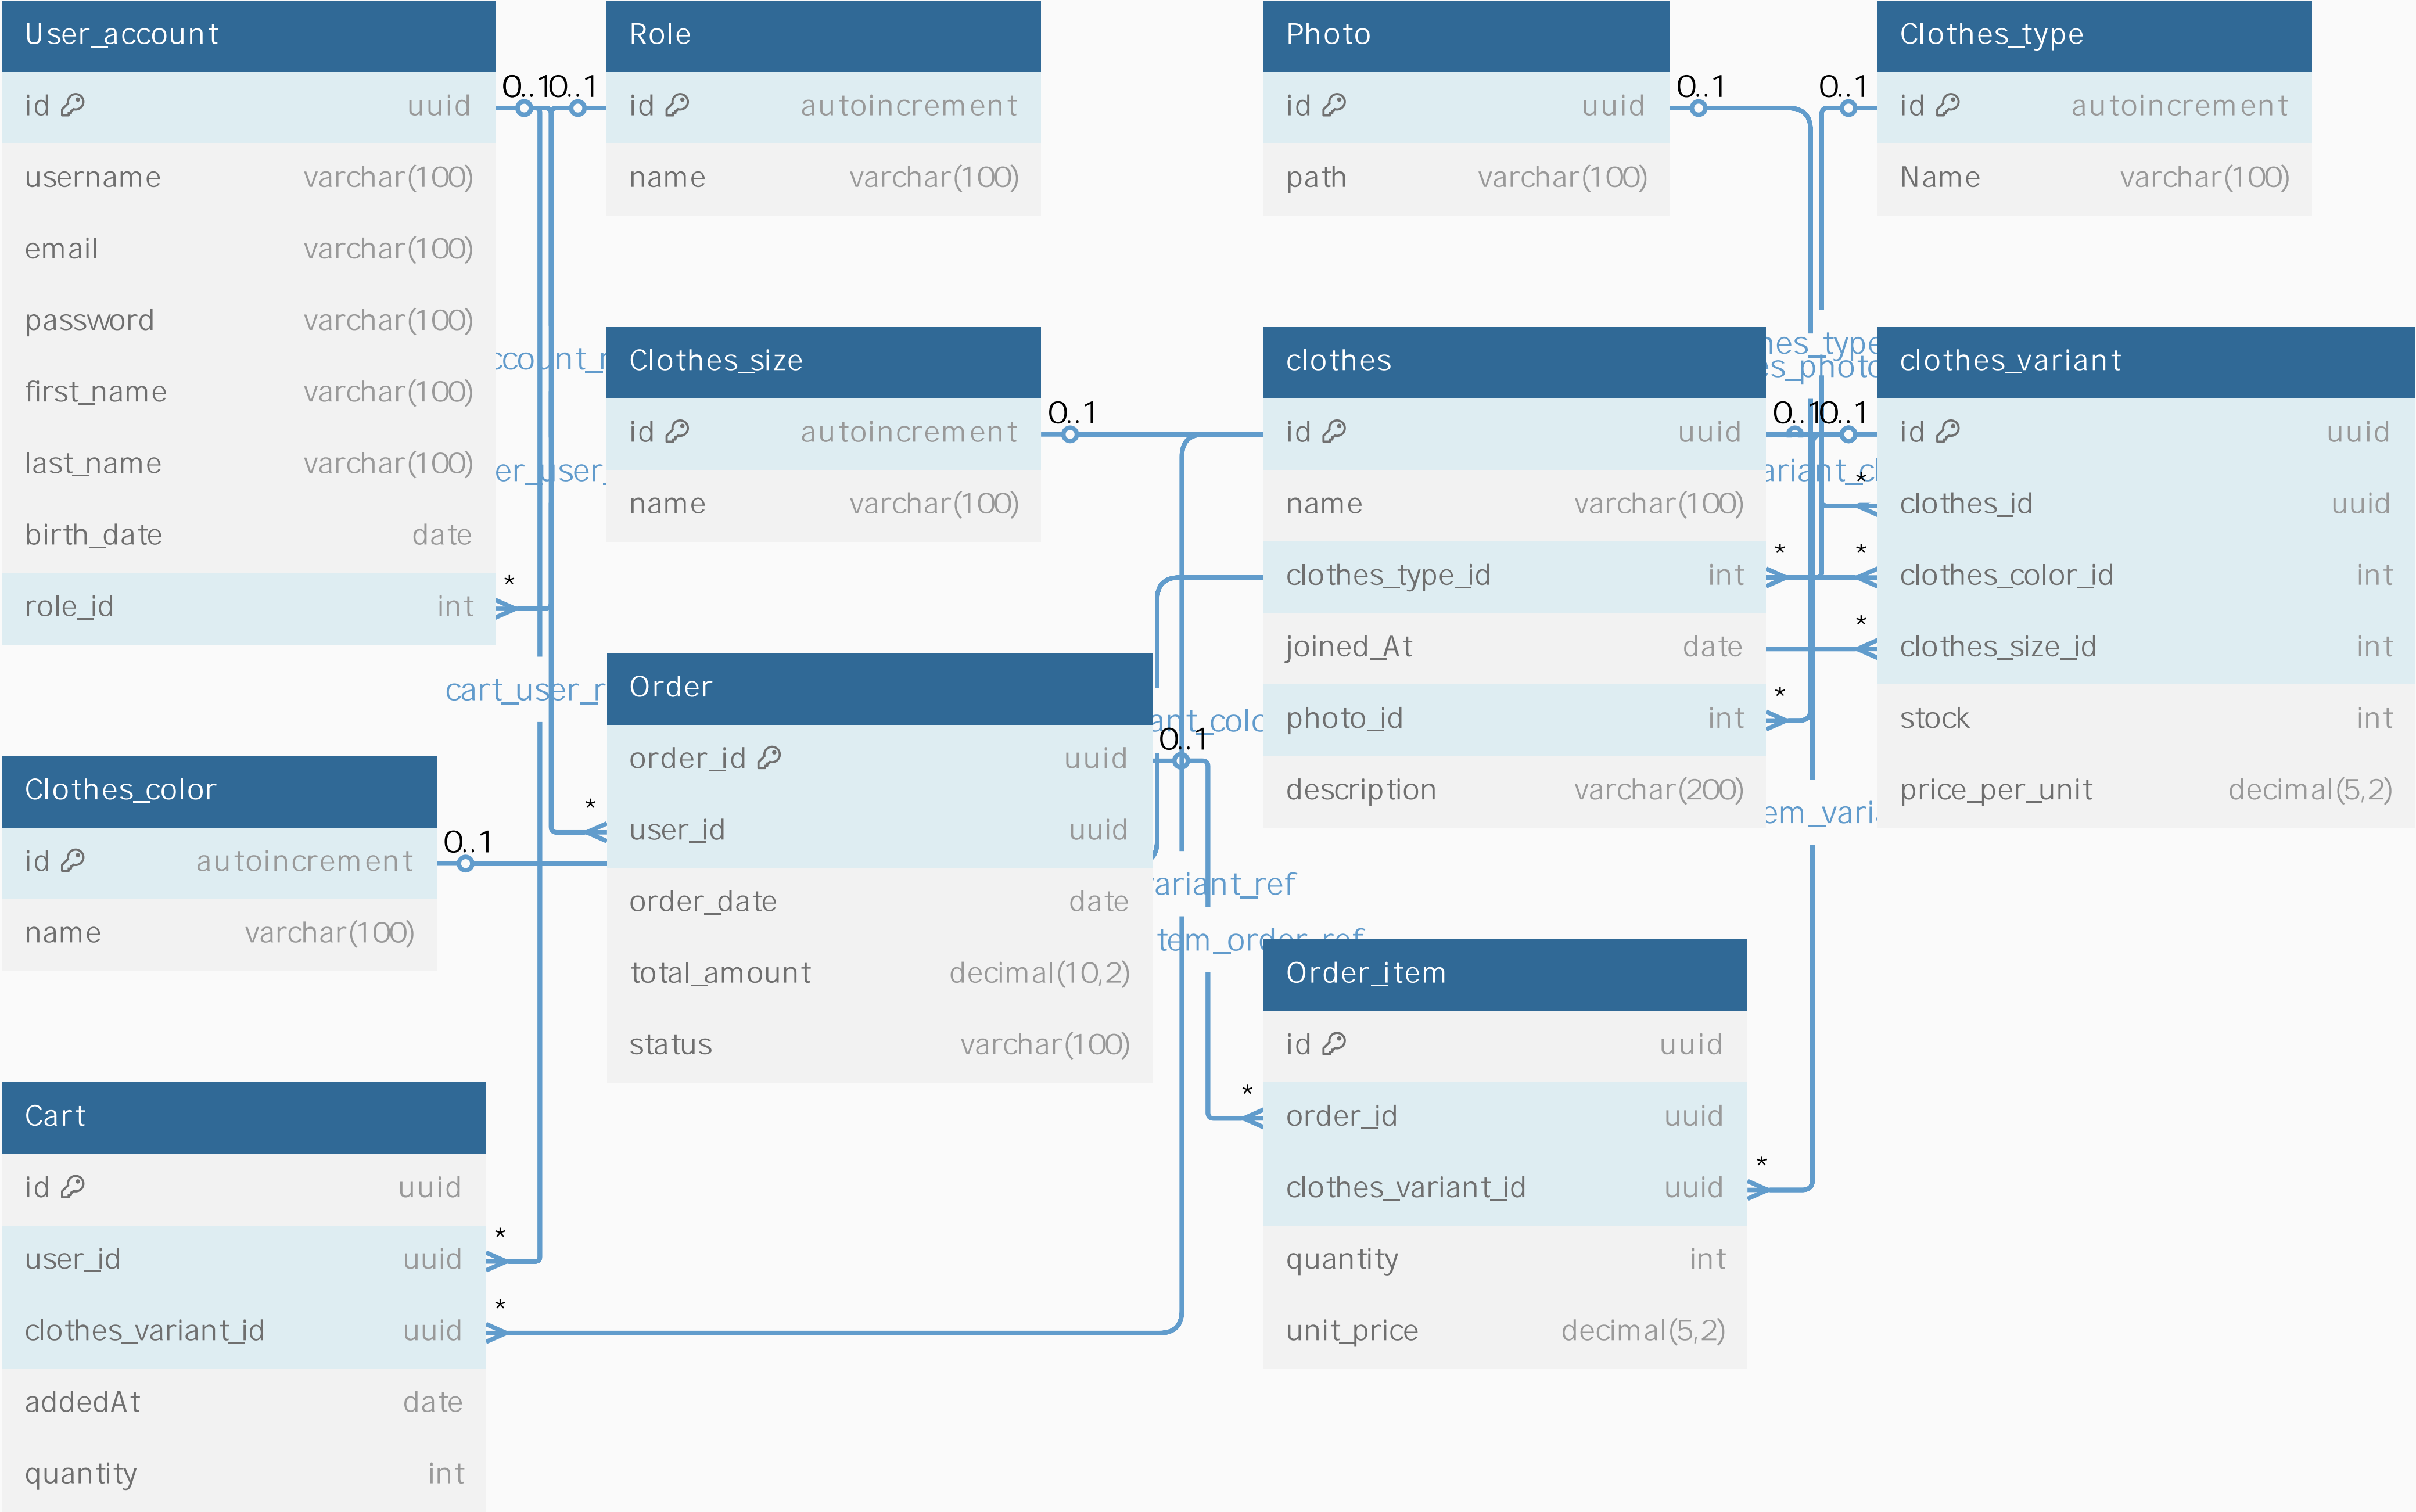 User_account
id uuid
username varchar(100)
email varchar(100)
password varchar(100)
first_name varchar(100)
last_name varchar(100)
birth_date date
role_id int
0..1
0..1
*
Role
id autoincrement
name varchar(100)
Photo
id uuid
path varchar(100)
0..1
Clothes_type
id autoincrement
Name varchar(100)
0..1
Clothes_size
id autoincrement
name varchar(100)
0..1
clothes
id uuid
name varchar(100)
clothes_type_id int
joined_At date
photo_id int
description varchar(200)
0..1
0..1
*
*
clothes_variant
id uuid
clothes_id uuid
clothes_color_id int
clothes_size_id int
stock int
price_per_unit decimal(5,2)
*
*
*
cart_user_r
Order
order_id uuid
user_id uuid
order_date date
total_amount decimal(10,2)
status varchar(100)
0..1
*
Clothes_color
id autoincrement
name varchar(100)
0..1
variant_ref
tem_order_ref
Order_item
id uuid
order_id uuid
clothes_variant_id uuid
quantity int
unit_price decimal(5,2)
*
*
Cart
id uuid
user_id uuid
clothes_variant_id uuid
addedAt date
quantity int
*
*